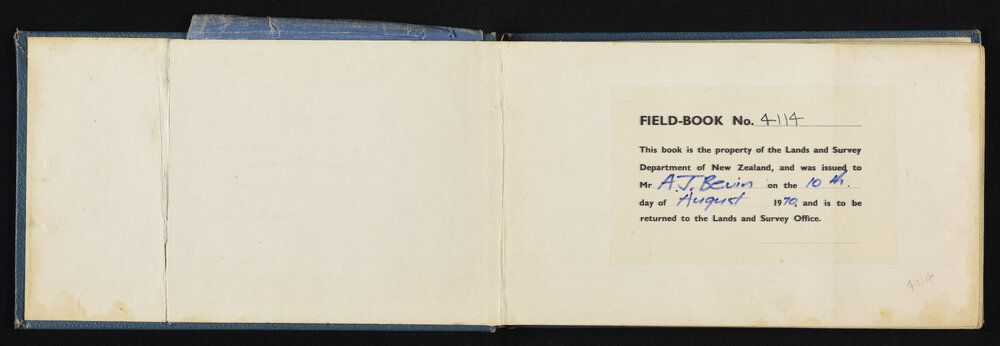 FIELD-BOOK No. 4114
This book is the property of the Lands and Survey
Department of New Zealand, and was issued to
Mr A.J. Bevin on the 10th.
day of August 1970, and is to be
returned to the Lands and Survey Office.
4114